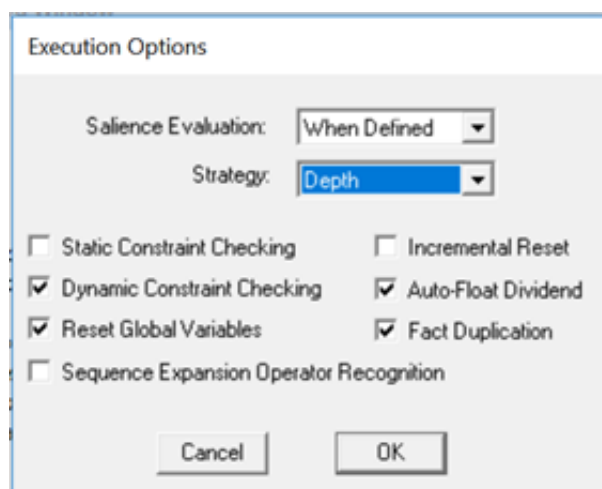 Execution Options
Salience Evaluation: When Defined
Strategy: Depth
Static Constraint Checking Incremental Reset
Dynamic Constraint Checking Auto-Float Dividend
Reset Global Variables Fact Duplication
Sequence Expansion Operator Recognition
Cancel OK